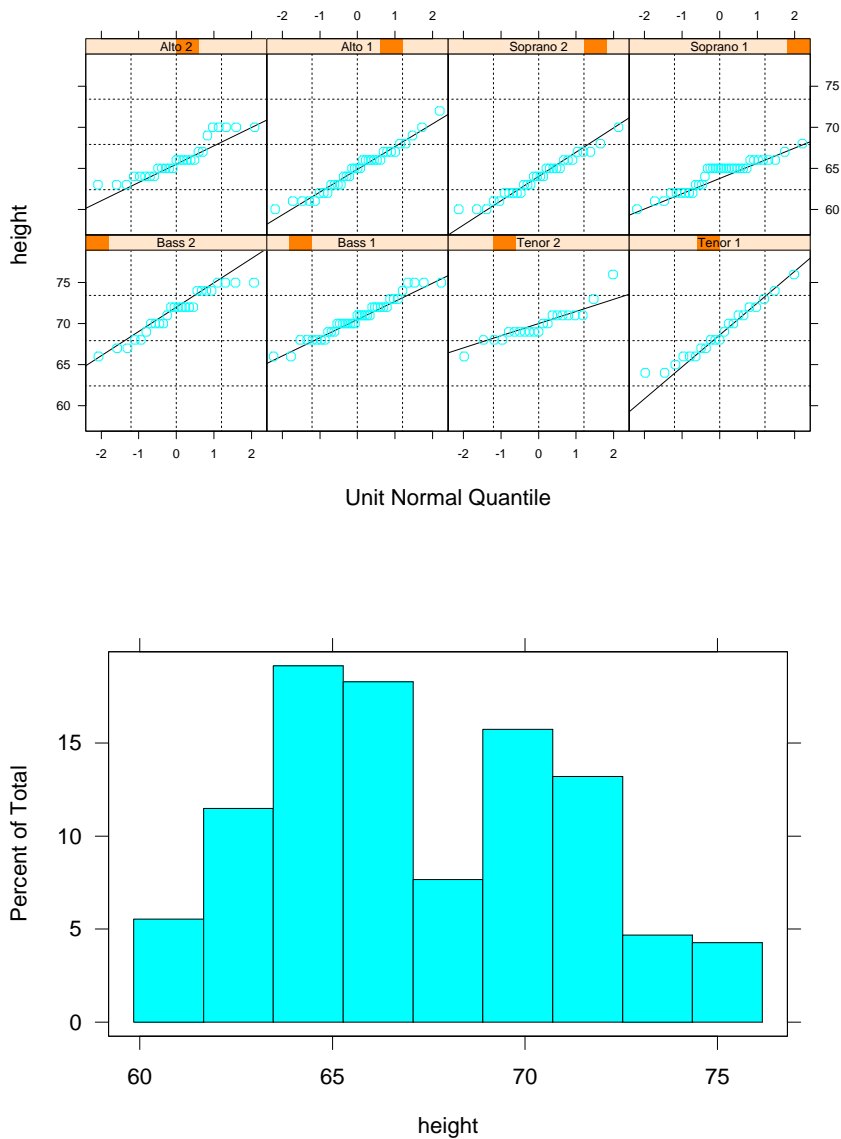 -2 -1 0 1 2 -2 -1 0 1 2
Alto 2 Alto 1 Soprano 2 Soprano 1
75
70
65
60
height
Bass 2 Bass 1 Tenor 2 Tenor 1
75
70
65
60
-2 -1 0 1 2 -2 -1 0 1 2
Unit Normal Quantile
15
10
5
0
Percent of Total
60 65 70 75
height